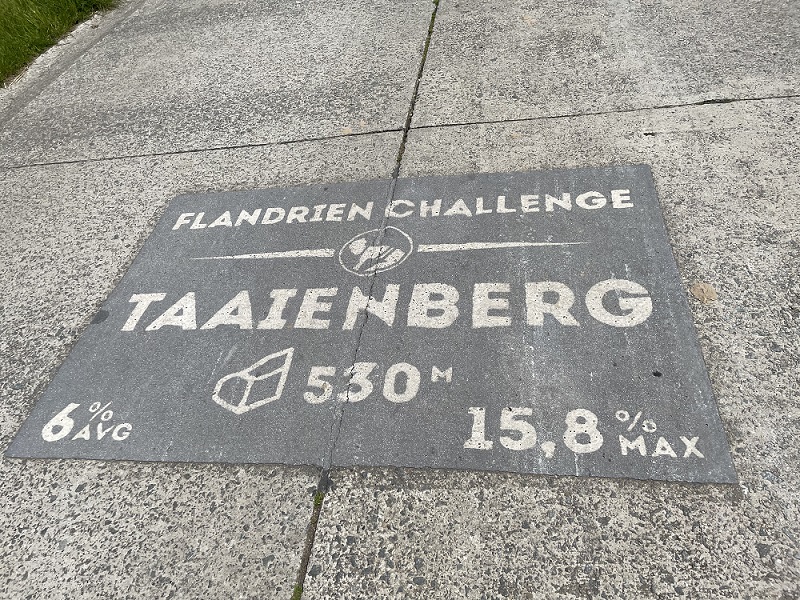 FLANDRIEN CHALLENGE
TAAIENBERG
530 M
6 % AVG
15,8 % MAX